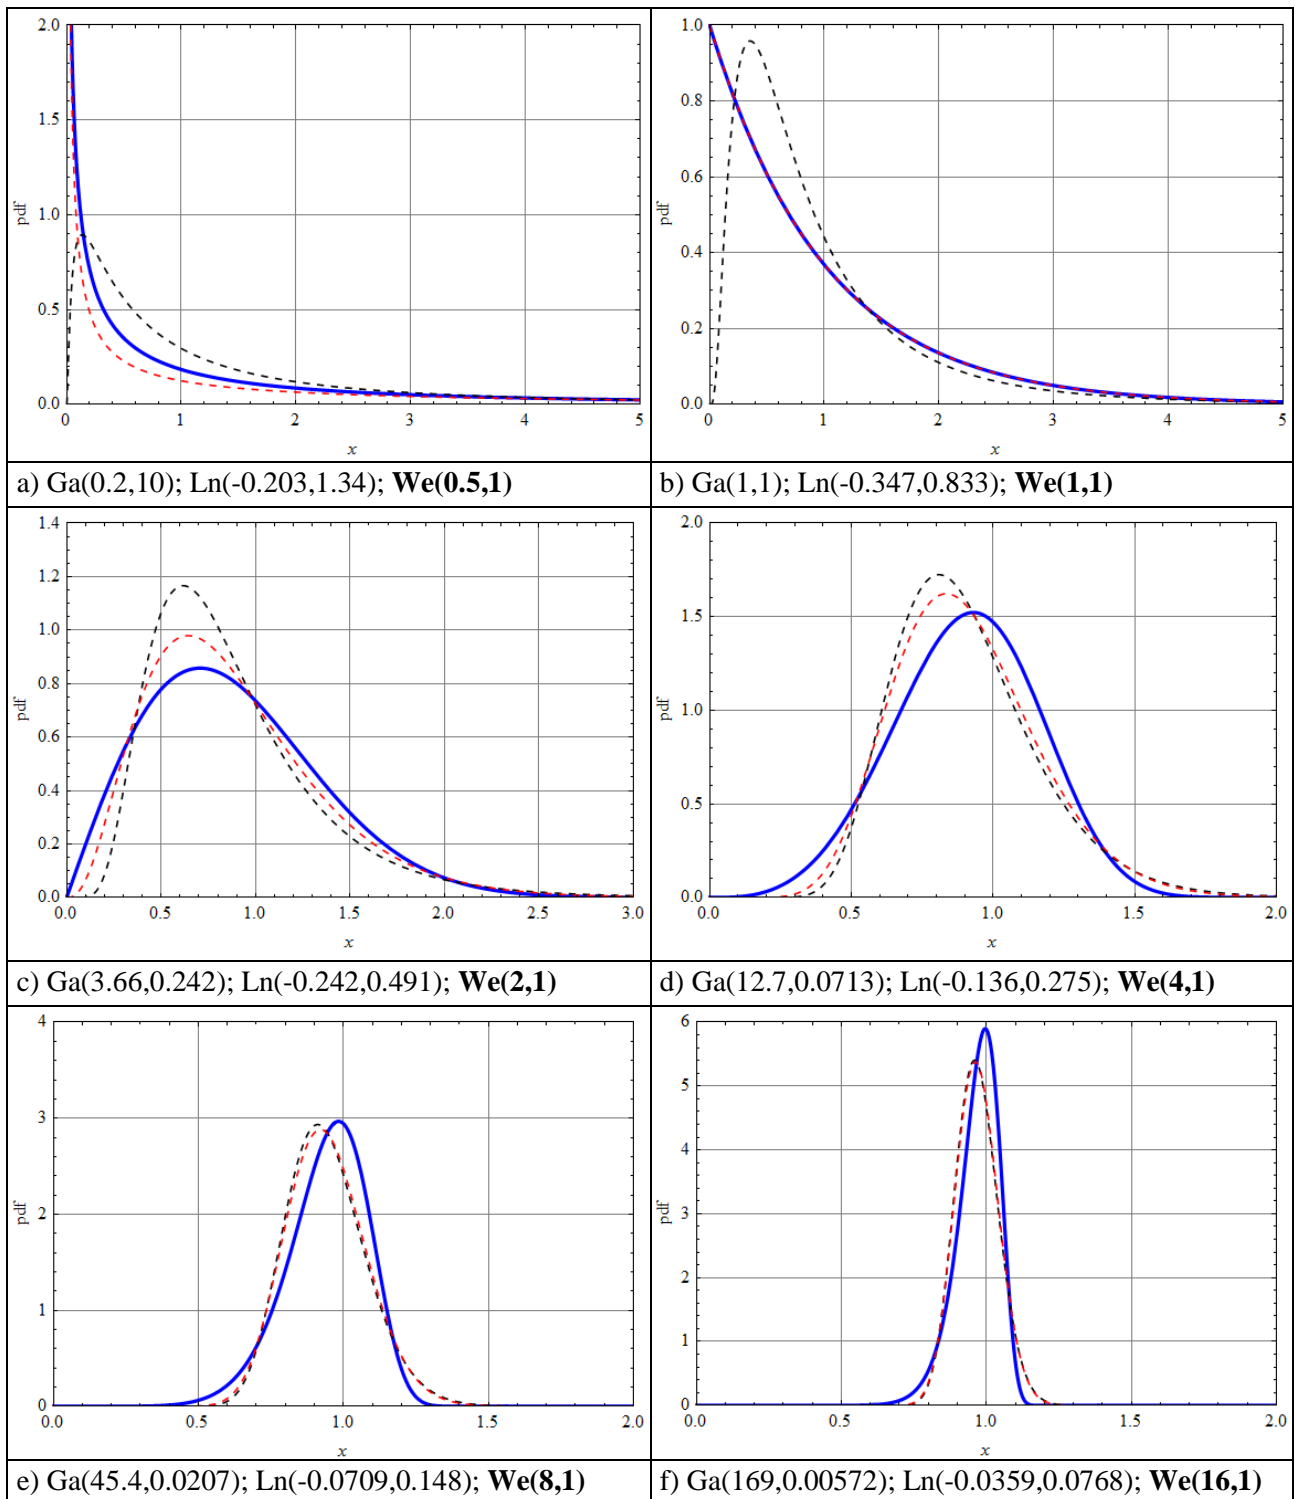 2.0
1.5
1.0
0.5
0.0
pdf
0 1 2 3 4 5
x
1.0
0.8
0.6
0.4
0.2
0.0
pdf
0 1 2 3 4 5
x
a) Ga(0.2,10); Ln(-0.203,1.34); We(0.5,1)
b) Ga(1,1); Ln(-0.347,0.833); We(1,1)
1.4
1.2
1.0
0.8
0.6
0.4
0.2
0.0
pdf
0.0 0.5 1.0 1.5 2.0 2.5 3.0
x
2.0
1.5
1.0
0.5
0.0
pdf
0.0 0.5 1.0 1.5 2.0
x
c) Ga(3.66,0.242); Ln(-0.242,0.491); We(2,1)
d) Ga(12.7,0.0713); Ln(-0.136,0.275); We(4,1)
4
3
2
1
0
pdf
0.0 0.5 1.0 1.5 2.0
x
6
5
4
3
2
1
0
pdf
0.0 0.5 1.0 1.5 2.0
x
e) Ga(45.4,0.0207); Ln(-0.0709,0.148); We(8,1)
f) Ga(169,0.00572); Ln(-0.0359,0.0768); We(16,1)